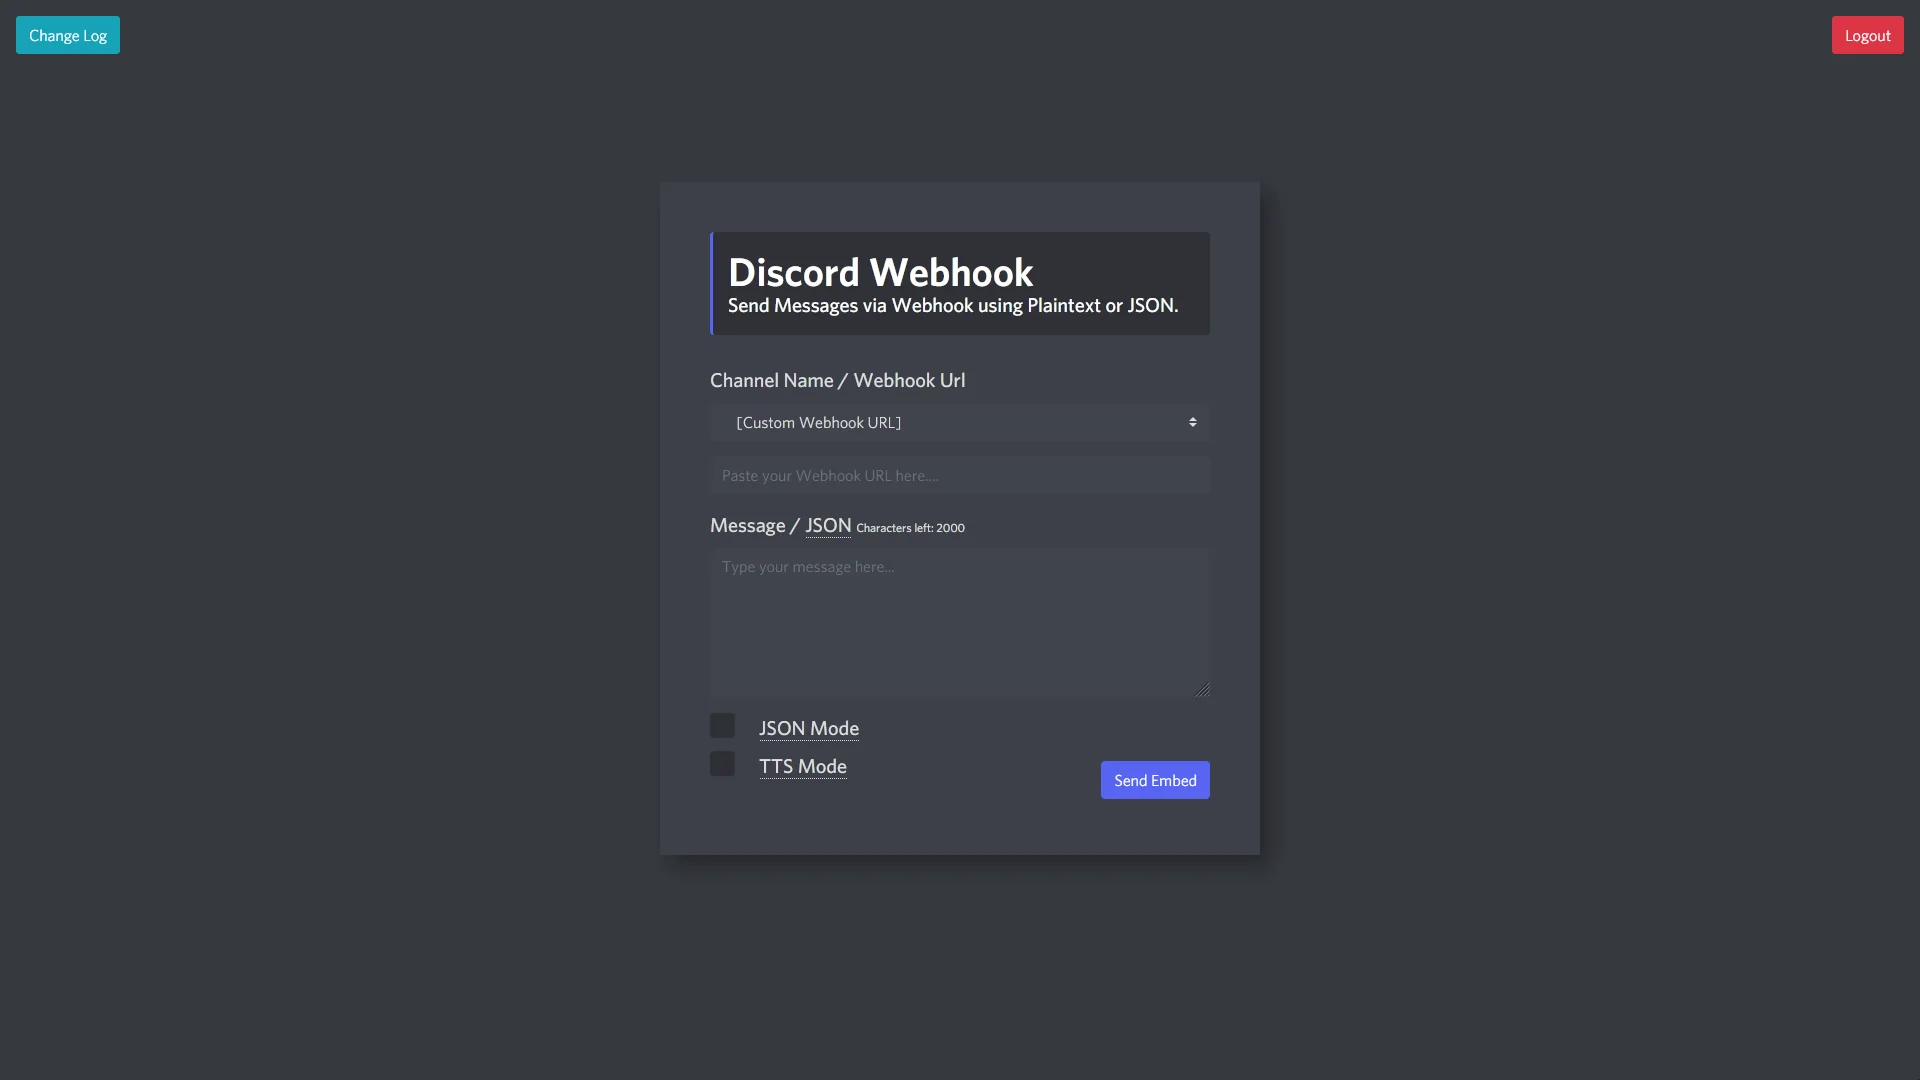 Change Log
Logout
Discord Webhook
Send Messages via Webhook using Plaintext or JSON.
Channel Name / Webhook Url
[Custom Webhook URL]
Paste your Webhook URL here....
Message / JSON Characters left: 2000
Type your message here...
JSON Mode
TTS Mode
Send Embed